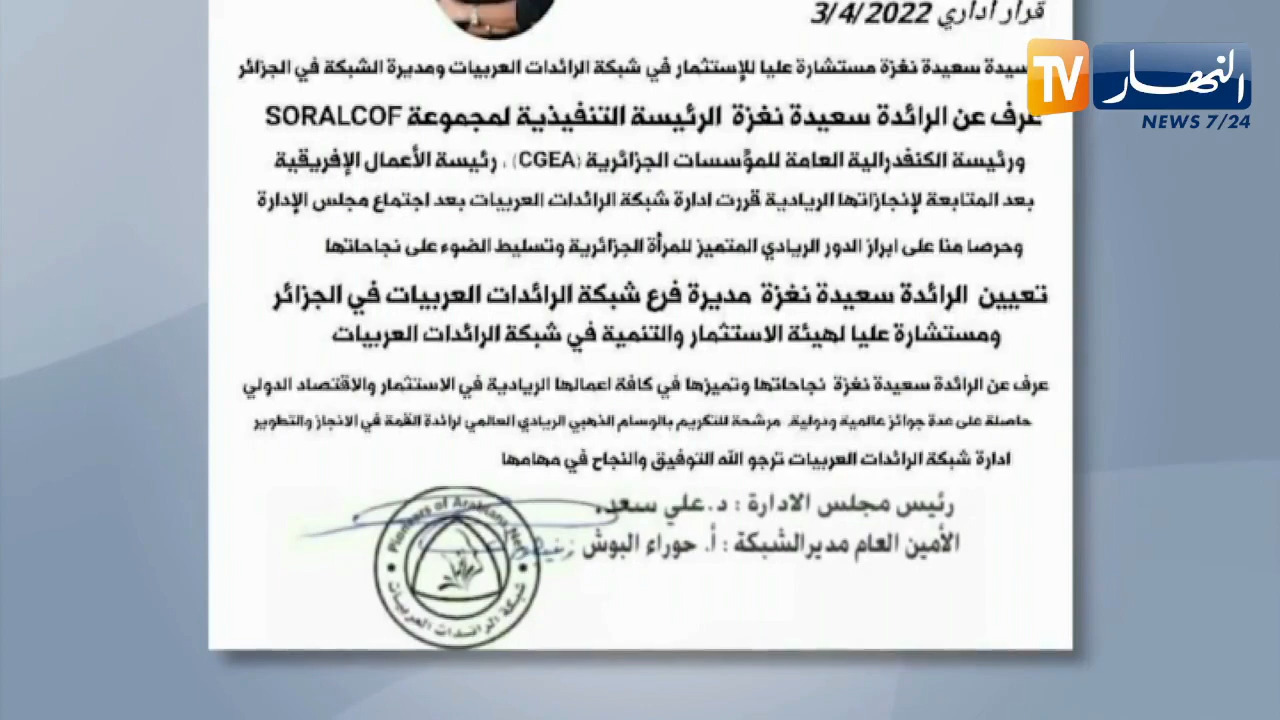 قرار اداري 3/4/2022
النهار TV
NEWS 7/24
سعيدة نغزة مستشارة عليا للإستثمار في شبكة الرائدات العربيات ومديرة الشبكة في الجزائر
عرف عن الرائدة سعيدة نغزة الرئيسة التنفيذية لمجموعة SORALCOF
ورئيسة الكنفدرالية العامة للمؤسسات الجزائرية (CGEA) ، رئيسة الأعمال الإفريقية
بعد المتابعة لإنجازاتها الريادية قررت ادارة شبكة الرائدات العربيات بعد اجتماع مجلس الإدارة
وحرصا منا على ابراز الدور الريادي المتميز للمرأة الجزائرية وتسليط الضوء على نجاحاتها
تعيين الرائدة سعيدة نغزة مديرة فرع شبكة الرائدات العربيات في الجزائر
ومستشارة عليا لهيئة الاستثمار والتنمية في شبكة الرائدات العربيات
عرف عن الرائدة سعيدة نغزة نجاحاتها وتميزها في كافة اعمالها الريادية في الاستثمار والاقتصاد الدولي
حاصلة على عدة جوائز عالمية ودولية. مرشحة للتكريم بالوسام الذهبي الريادي العالمي لرائدة القمة في الانجاز والتطوير
ادارة شبكة الرائدات العربيات ترجو الله التوفيق والنجاح في مهامها
رئيس مجلس الادارة : د.علي سعد
الأمين العام مديرالشبكة : أ. حوراء البوش
Pioneers of Arabians Net
شبكة الرائدات العربيات